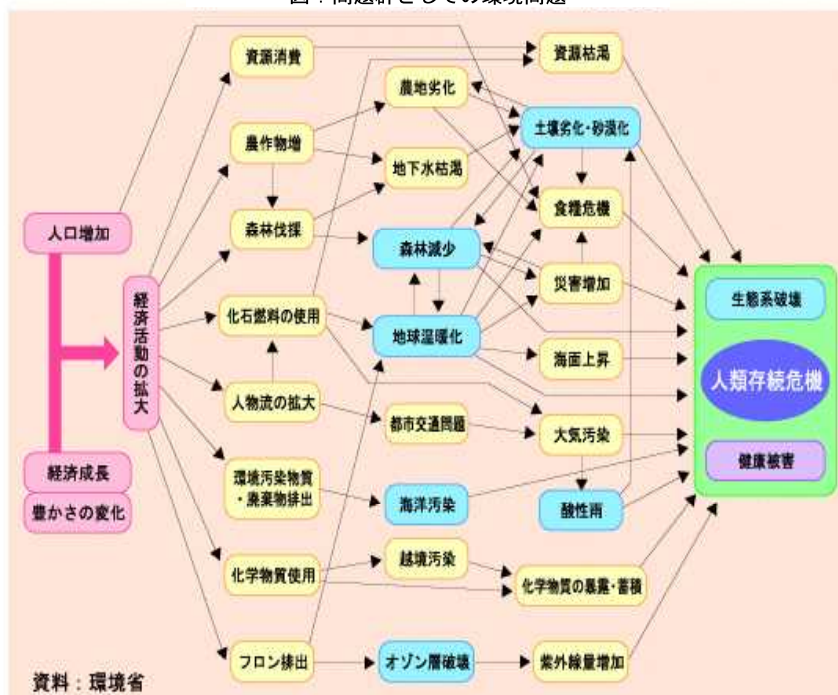 図：問題群としての環境問題
資源消費
資源枯渇
農地劣化
土壌劣化・砂漠化
農作物増
地下水枯渇
食糧危機
人口増加
森林伐採
森林減少
災害増加
生態系破壊
経済活動の拡大
化石燃料の使用
地球温暖化
海面上昇
人類存続危機
人物流の拡大
都市交通問題
大気汚染
健康被害
経済成長
豊かさの変化
環境汚染物質
・廃棄物排出
海洋汚染
酸性雨
化学物質使用
越境汚染
化学物質の暴露・蓄積
フロン排出
オゾン層破壊
紫外線量増加
資料：環境省